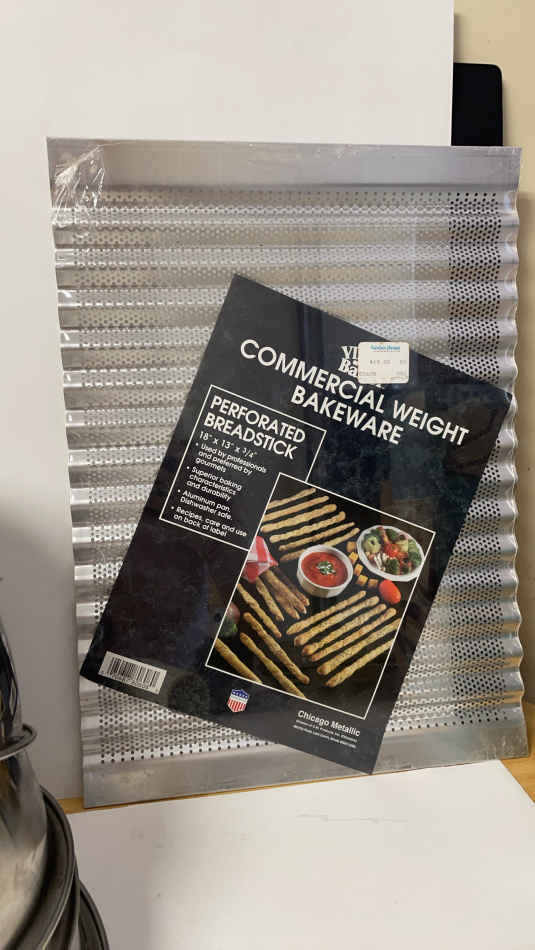 COMMERCIAL WEIGHT
BAKEWARE
PERFORATED
BREADSTICK
18" x 13" x 3/4"
• Used by professionals
and preferred by
gourmets
• Superior baking
characteristics
and durability
• Aluminum pan.
Dishwasher safe.
• Recipes, care and use
on back of label
Chicago Metallic